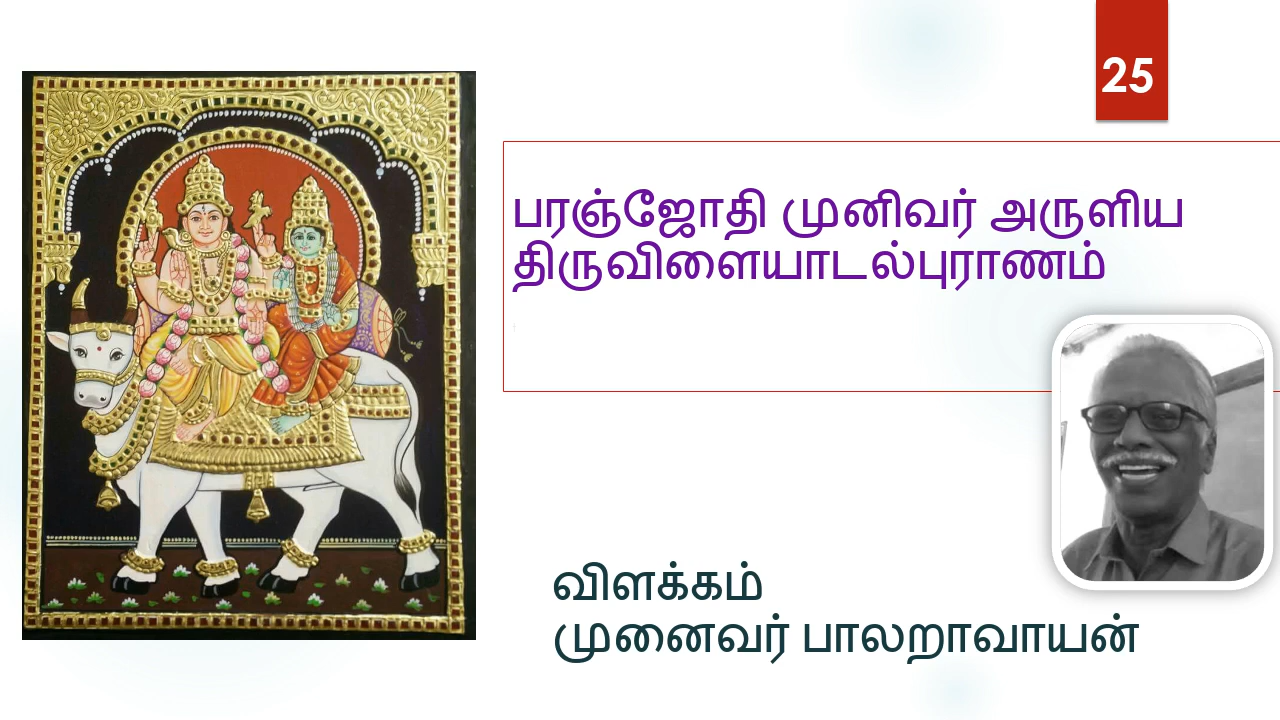 25
பரஞ்ஜோதி முனிவர் அருளிய
திருவிளையாடல்புராணம்
விளக்கம்
முனைவர் பாலறாவாயன்